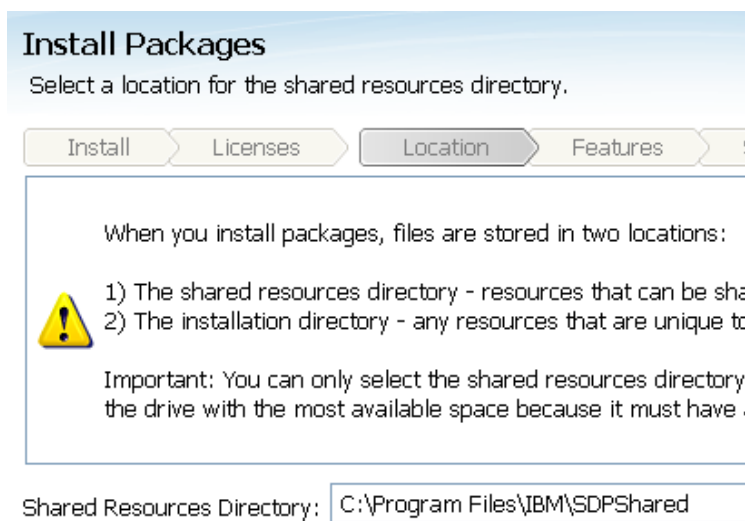 Install Packages
Select a location for the shared resources directory.
Install Licenses Location Features
When you install packages, files are stored in two locations:
1) The shared resources directory - resources that can be
2) The installation directory - any resources that are unique
Important: You can only select the shared resources directory
the drive with the most available space because it must have
Shared Resources Directory: C:\Program Files\IBM\SDPShared